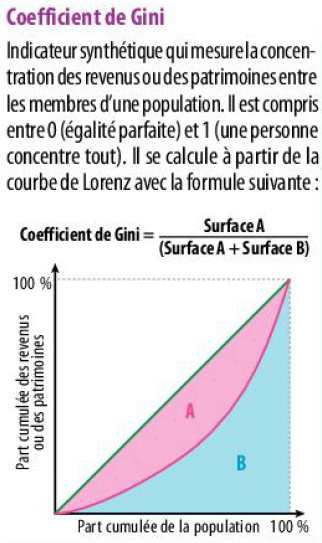 Coefficient de Gini
Indicateur synthétique qui mesure la concen-
tration des revenus ou des patrimoines entre
les membres d’une population. Il est compris
entre 0 (égalité parfaite) et 1 (une personne
concentre tout). Il se calcule à partir de la
courbe de Lorenz avec la formule suivante :
Coefficient de Gini = Surface A
(Surface A + Surface B)
100 %
Part cumulée des revenus
ou des patrimoines
A
B
Part cumulée de la population 100 %